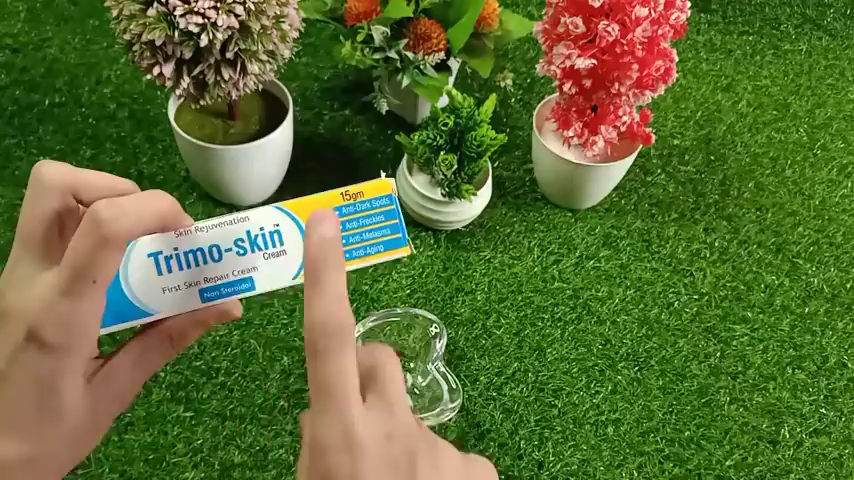 Skin Rejuvenation
Trimo-skin™
Cream
First Skin Repair Cream
Non Steroidal
15gm
Anti-Dark Spots
Anti-Freckles
Anti-Melasma
Anti-Aging